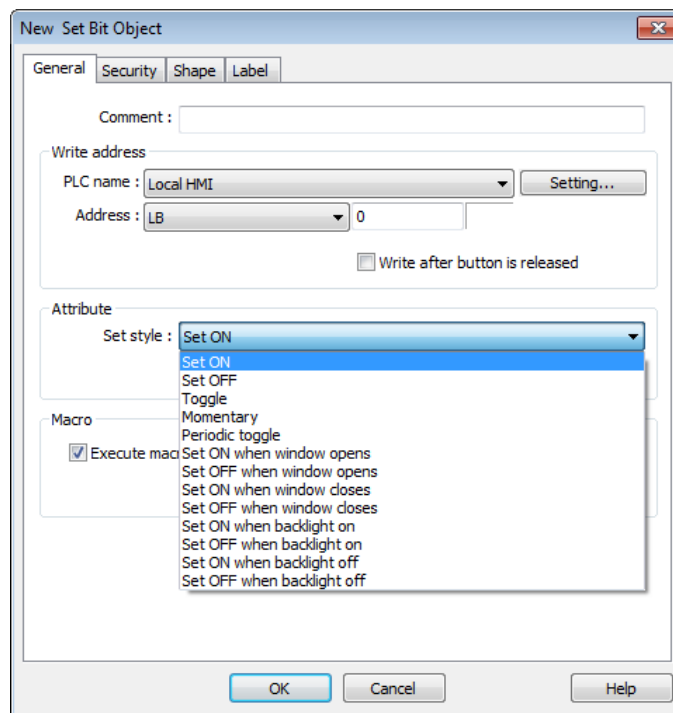 New Set Bit Object
General Security Shape Label
Comment :
Write address
PLC name : Local HMI Setting...
Address : LB 0
Write after button is released
Attribute
Set style : Set ON
Set ON
Set OFF
Toggle
Momentary
Macro
Periodic toggle
Execute mac Set ON when window opens
Set OFF when window opens
Set ON when window closes
Set OFF when window closes
Set ON when backlight on
Set OFF when backlight on
Set ON when backlight off
Set OFF when backlight off
OK Cancel Help